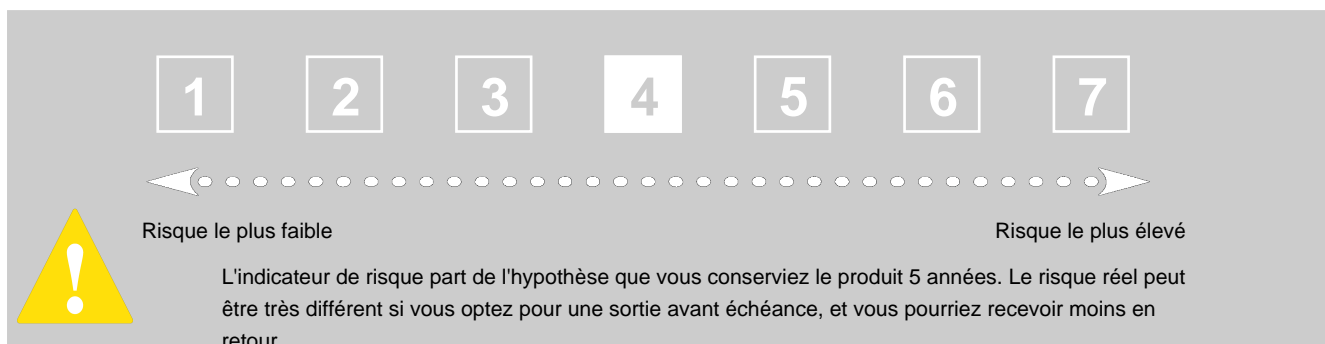 1 2 3 4 5 6 7
Risque le plus faible Risque le plus élevé
L'indicateur de risque part de l'hypothèse que vous conserviez le produit 5 années. Le risque réel peut
être très différent si vous optez pour une sortie avant échéance, et vous pourriez recevoir moins en
retour